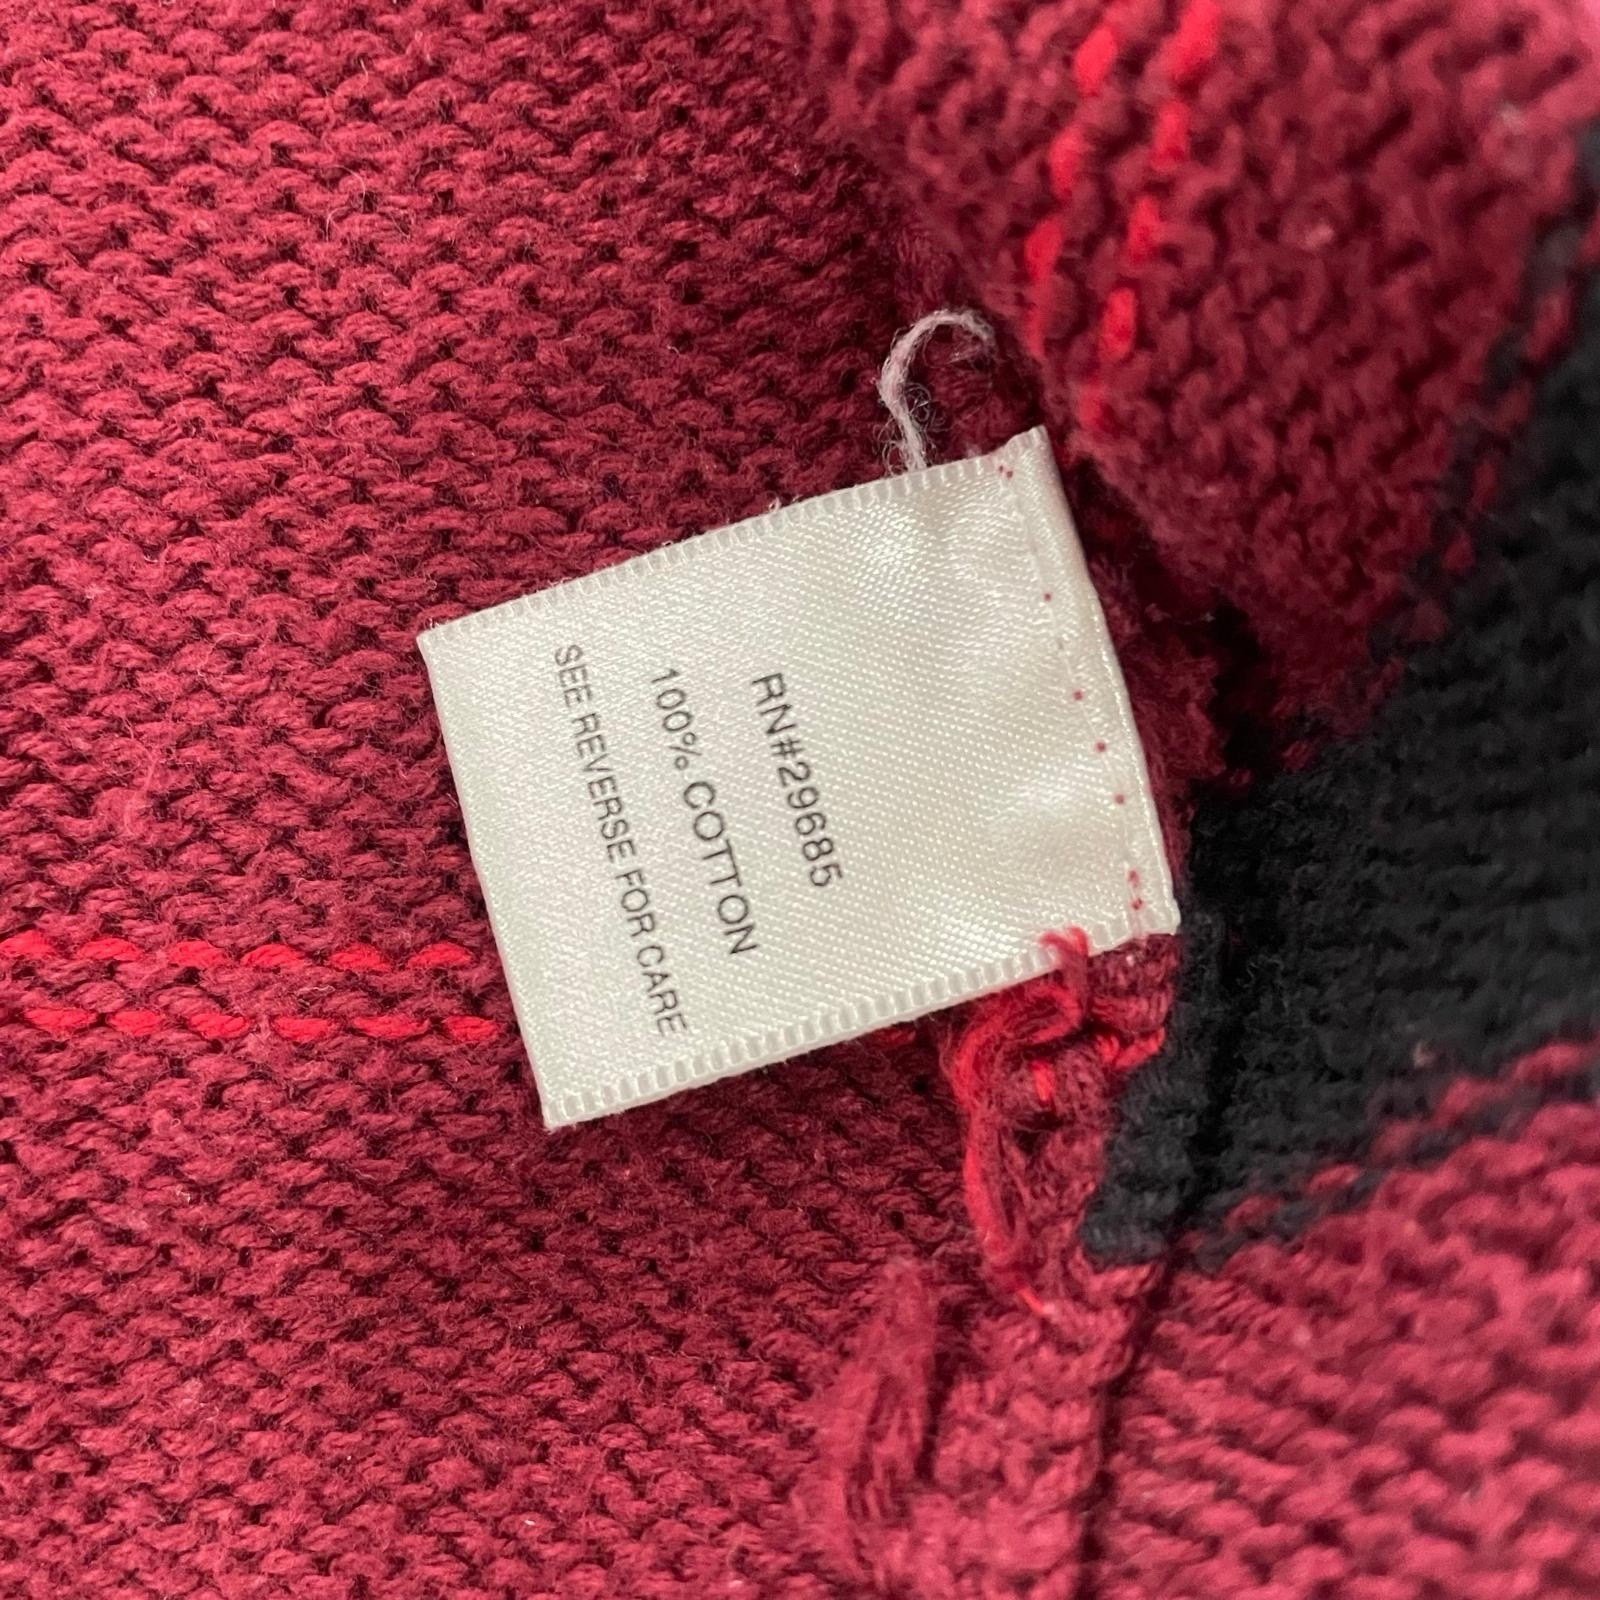 RN#29685
100% COTTON
SEE REVERSE FOR CARE